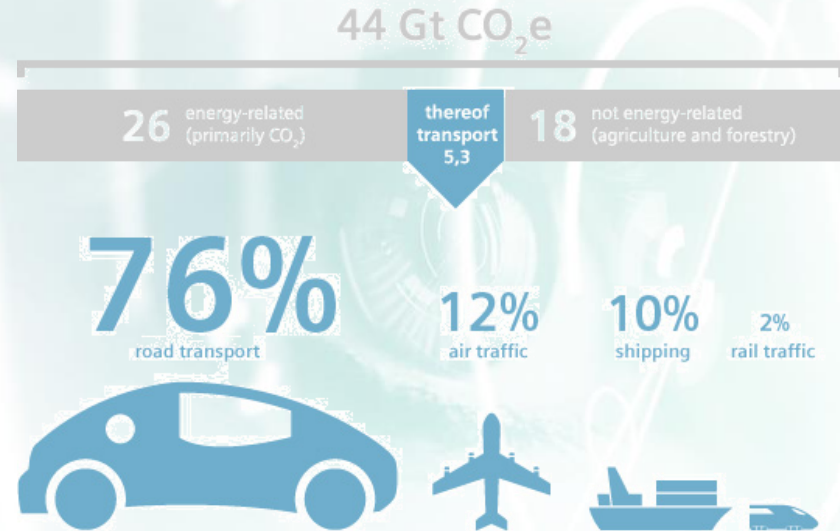 44 Gt CO₂e
26 energy-related
(primarily CO₂)
thereof
transport
5,3
18 not energy-related
(agriculture and forestry)
76%
road transport
12%
air traffic
10%
shipping
2%
rail traffic